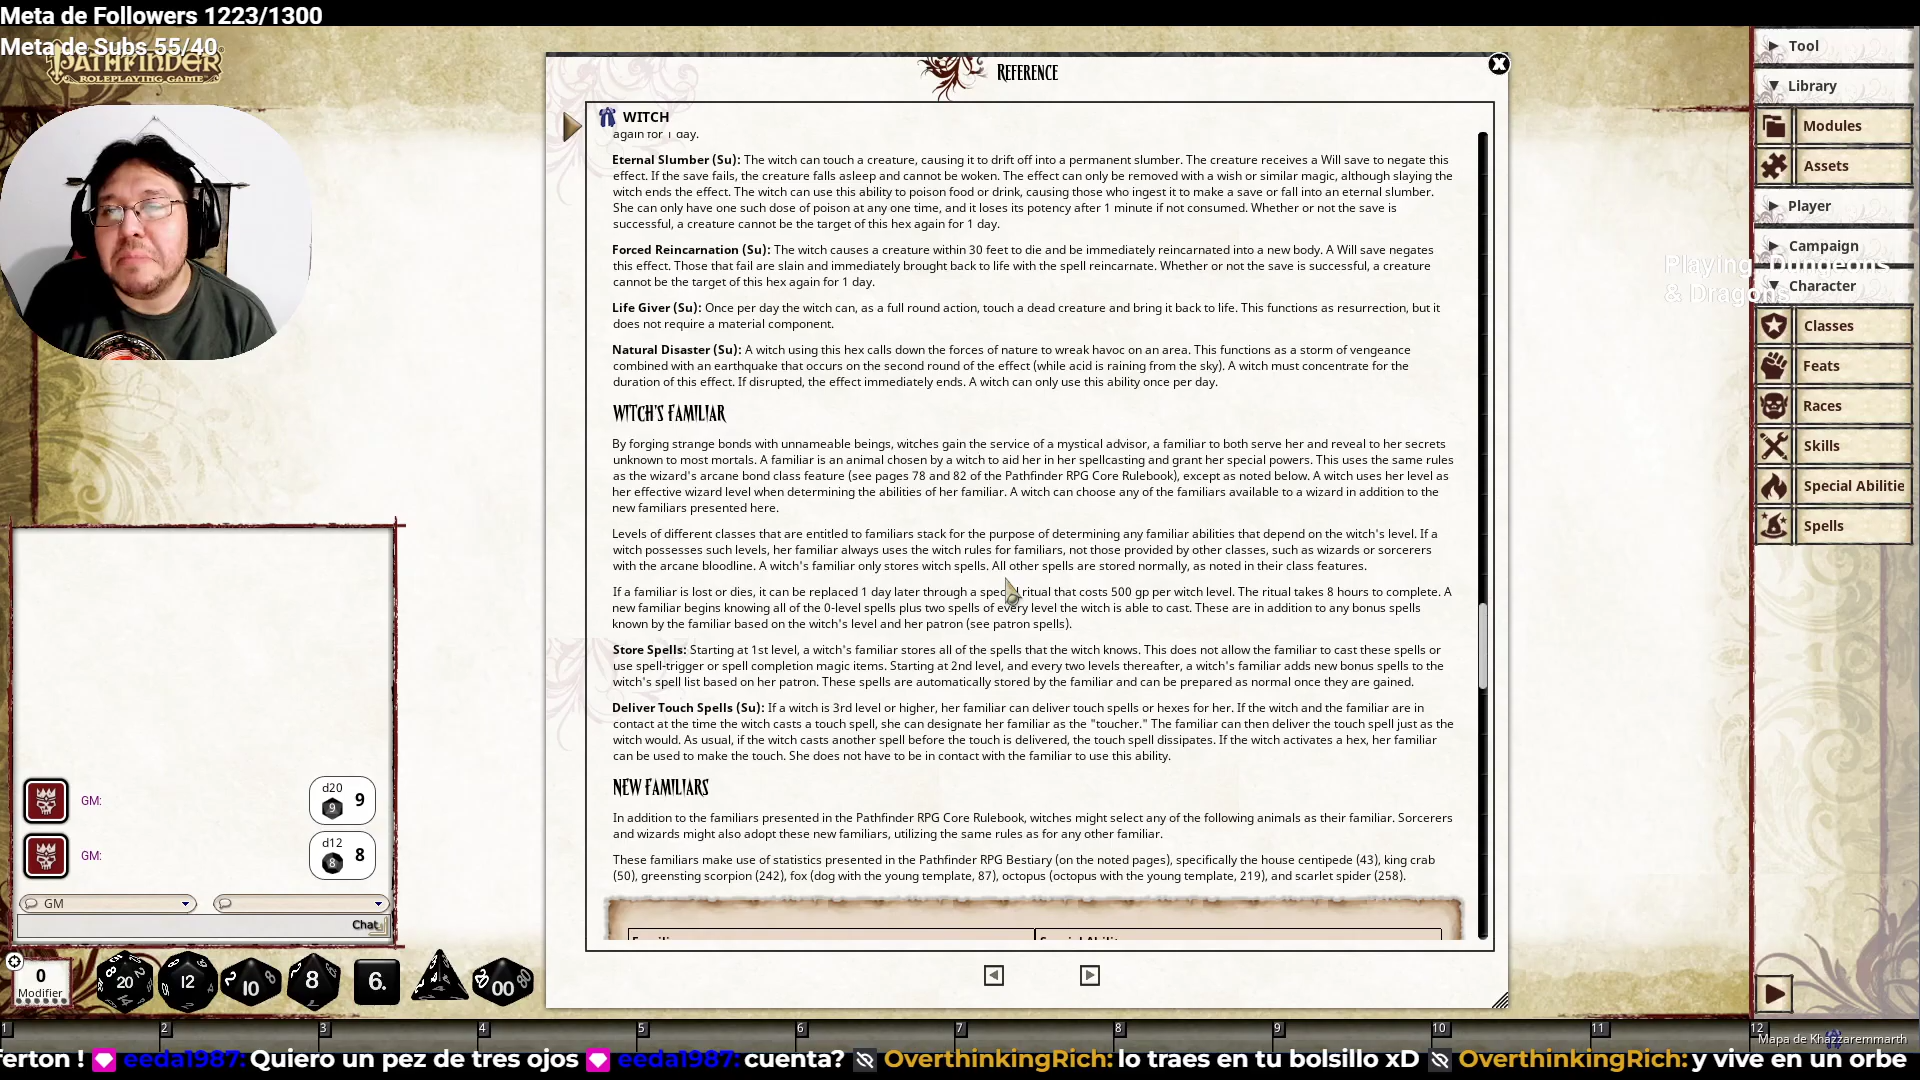 Meta de Followers 1223/1300
Meta de Subs 55/40
PATHFINDER
ROLEPLAYING GAME
REFERENCE
WITCH
again for 1 day.
Eternal Slumber (Su): The witch can touch a creature, causing it to drift off into a permanent slumber. The creature receives a Will save to negate this
effect. If the save fails, the creature falls asleep and cannot be woken. The effect can only be removed with a wish or similar magic, although slaying the
witch ends the effect. The witch can use this ability to poison food or drink, causing those who ingest it to make a save or fall into an eternal slumber.
She can only have one such dose of poison at any one time, and it loses its potency after 1 minute if not consumed. Whether or not the save is
successful, a creature cannot be the target of this hex again for 1 day.
Forced Reincarnation (Su): The witch causes a creature within 30 feet to die and be immediately reincarnated into a new body. A Will save negates
this effect. Those that fail are slain and immediately brought back to life with the spell reincarnate. Whether or not the save is successful, a creature
cannot be the target of this hex again for 1 day.
Life Giver (Su): Once per day the witch can, as a full round action, touch a dead creature and bring it back to life. This functions as resurrection, but it
does not require a material component.
Natural Disaster (Su): A witch using this hex calls down the forces of nature to wreak havoc on an area. This functions as a storm of vengeance
combined with an earthquake that occurs on the second round of the effect (while acid is raining from the sky). A witch must concentrate for the
duration of this effect. If disrupted, the effect immediately ends. A witch can only use this ability once per day.
WITCH'S FAMILIAR
By forging strange bonds with unnameable beings, witches gain the service of a mystical advisor, a familiar to both serve her and reveal to her secrets
unknown to most mortals. A familiar is an animal chosen by a witch to aid her in her spellcasting and grant her special powers. This uses the same rules
as the wizard's arcane bond class feature (see pages 78 and 82 of the Pathfinder RPG Core Rulebook), except as noted below. A witch uses her level as
her effective wizard level when determining the abilities of her familiar. A witch can choose any of the familiars available to a wizard in addition to the
new familiars presented here.
Levels of different classes that are entitled to familiars stack for the purpose of determining any familiar abilities that depend on the witch's level. If a
witch possesses such levels, her familiar always uses the witch rules for familiars, not those provided by other classes, such as wizards or sorcerers
with the arcane bloodline. A witch's familiar only stores witch spells. All other spells are stored normally, as noted in their class features.
If a familiar is lost or dies, it can be replaced 1 day later through a special ritual that costs 500 gp per witch level. The ritual takes 8 hours to complete. A
new familiar begins knowing all of the 0-level spells plus two spells of every level the witch is able to cast. These are in addition to any bonus spells
known by the familiar based on the witch's level and her patron (see patron spells).
Store Spells: Starting at 1st level, a witch's familiar stores all of the spells that the witch knows. This does not allow the familiar to cast these spells or
use spell-trigger or spell completion magic items. Starting at 2nd level, and every two levels thereafter, a witch's familiar adds new bonus spells to the
witch's spell list based on her patron. These spells are automatically stored by the familiar and can be prepared as normal once they are gained.
Deliver Touch Spells (Su): If a witch is 3rd level or higher, her familiar can deliver touch spells or hexes for her. If the witch and the familiar are in
contact at the time the witch casts a touch spell, she can designate her familiar as the "toucher." The familiar can then deliver the touch spell just as the
witch would. As usual, if the witch casts another spell before the touch is delivered, the touch spell dissipates. If the witch activates a hex, her familiar
can be used to make the touch. She does not have to be in contact with the familiar to use this ability.
NEW FAMILIARS
In addition to the familiars presented in the Pathfinder RPG Core Rulebook, witches might select any of the following animals as their familiar. Sorcerers
and wizards might also adopt these new familiars, utilizing the same rules as for any other familiar.
These familiars make use of statistics presented in the Pathfinder RPG Bestiary (on the noted pages), specifically the house centipede (43), king crab
(50), greensting scorpion (242), fox (dog with the young template, 87), octopus (octopus with the young template, 219), and scarlet spider (258).
Tool
Library
Modules
Assets
Player
Campaign
Playing: Dungeons
& Dragons
Character
Classes
Feats
Races
Skills
Special Abilitie
Spells
GM:
d20
9 9
GM:
d12
8 8
GM
Chat
0
Modifier
20
12
10
8
6.
00
1 2 3 4 5 6 7 8 9 10 11 12
Mapa de Khazzaremmarth
ferton ! eeda1987: Quiero un pez de tres ojos eeda1987: cuenta? OverthinkingRich: lo traes en tu bolsillo xD OverthinkingRich: y vive en un orbe